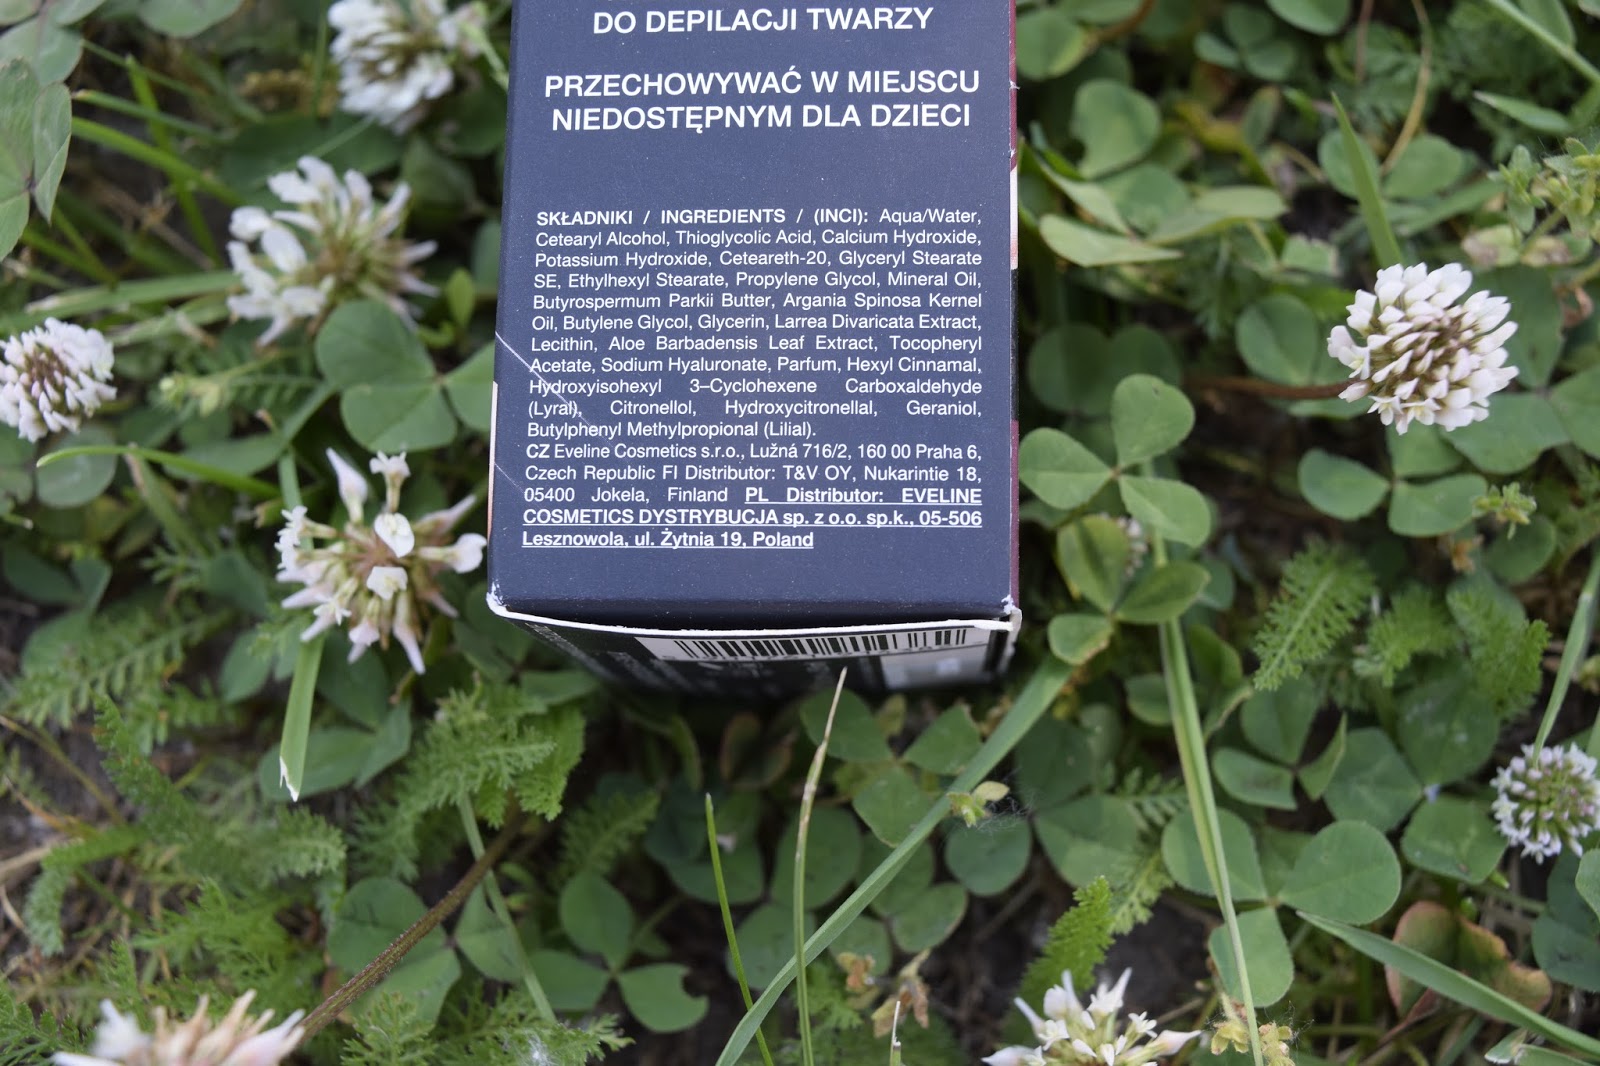 DO DEPILACJI TWARZY
PRZECHOWYWAĆ W MIEJSCU
NIEDOSTĘPNYM DLA DZIECI
SKŁADNIKI / INGREDIENTS / (INCI): Aqua/Water,
Cetearyl Alcohol, Thioglycolic Acid, Calcium Hydroxide,
Potassium Hydroxide, Ceteareth-20, Glyceryl Stearate
SE, Ethylhexyl Stearate, Propylene Glycol, Mineral Oil,
Butyrospermum Parkii Butter, Argania Spinosa Kernel
Oil, Butylene Glycol, Glycerin, Larrea Divaricata Extract,
Lecithin, Aloe Barbadensis Leaf Extract, Tocopheryl
Acetate, Sodium Hyaluronate, Parfum, Hexyl Cinnamal,
Hydroxyisohexyl 3–Cyclohexene Carboxaldehyde
(Lyral), Citronellol, Hydroxycitronellal, Geraniol,
Butylphenyl Methylpropional (Lilial).
CZ Eveline Cosmetics s.r.o., Lužná 716/2, 160 00 Praha 6,
Czech Republic FI Distributor: T&V OY, Nukarintie 18,
05400 Jokela, Finland PL Distributor: EVELINE
COSMETICS DYSTRYBUCJA sp. z o.o. sp.k., 05-506
Lesznowola, ul. Żytnia 19, Poland